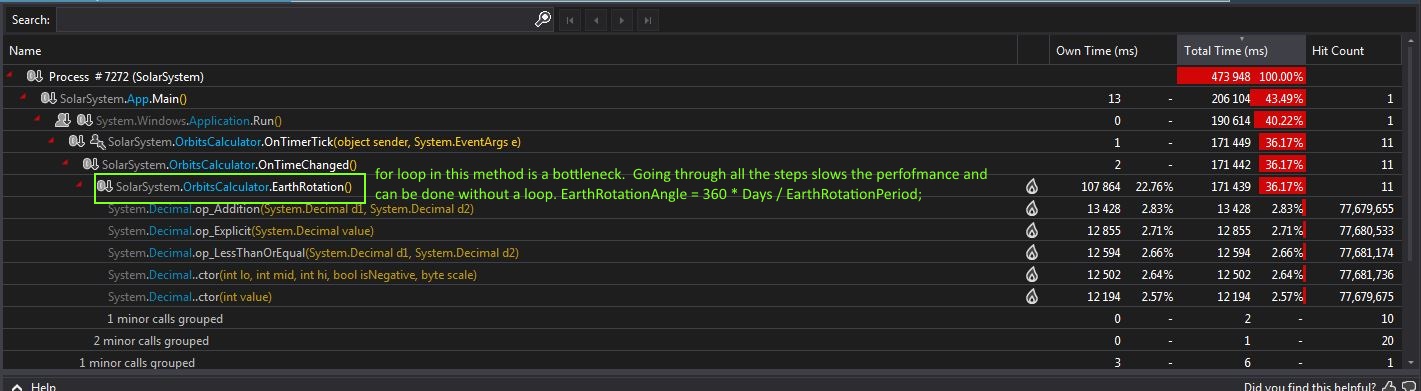 Search:
Name Own Time (ms) Total Time (ms) Hit Count
Process # 7272 (SolarSystem) 473 948 100.00%
SolarSystem.App.Main() 13 - 206 104 43.49% 1
System.Windows.Application.Run() 0 - 190 614 40.22% 1
SolarSystem.OrbitsCalculator.OnTimerTick(object sender, System.EventArgs e) 1 - 171 449 36.17% 11
SolarSystem.OrbitsCalculator.OnTimeChanged() 2 - 171 442 36.17% 11
for loop in this method is a bottleneck. Going through all the steps slows the perfofmance and
SolarSystem.OrbitsCalculator.EarthRotation() 107 864 22.76% 171 439 36.17% 11
can be done without a loop. EarthRotationAngle = 360 * Days / EarthRotationPeriod;
System.Decimal.op_Addition(System.Decimal d1, System.Decimal d2) 13 428 2.83% 13 428 2.83% 77,679,655
System.Decimal.op_Explicit(System.Decimal value) 12 855 2.71% 12 855 2.71% 77,680,533
System.Decimal.op_LessThanOrEqual(System.Decimal d1, System.Decimal d2) 12 594 2.66% 12 594 2.66% 77,681,174
System.Decimal..ctor(int lo, int mid, int hi, bool isNegative, byte scale) 12 502 2.64% 12 502 2.64% 77,681,736
System.Decimal..ctor(int value) 12 194 2.57% 12 194 2.57% 77,679,675
1 minor calls grouped 0 - 2 - 10
2 minor calls grouped 0 - 1 - 20
1 minor calls grouped 3 - 6 - 1
Help Did you find this helpful?